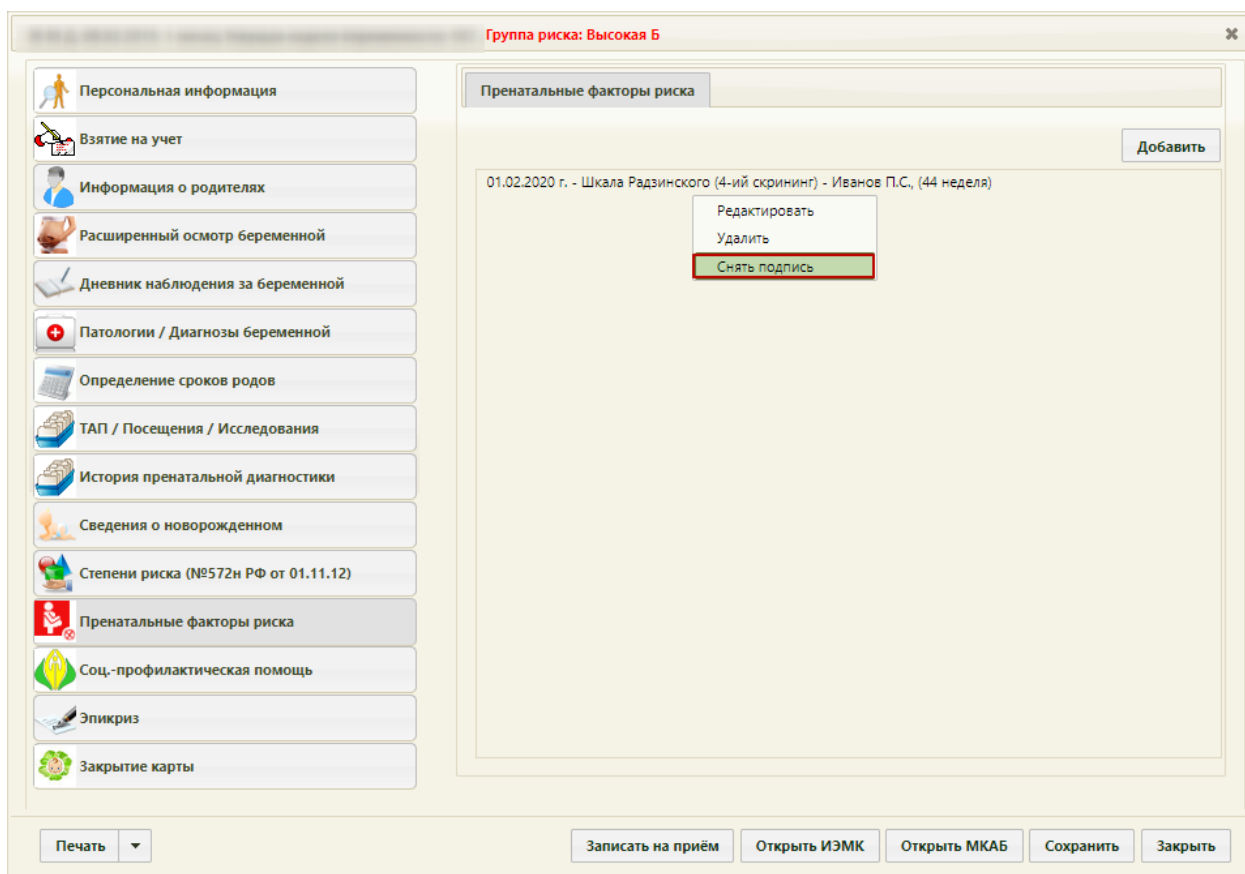 Группа риска: Высокая Б
Персональная информация
Взятие на учет
Информация о родителях
Расширенный осмотр беременной
Дневник наблюдения за беременной
Патологии / Диагнозы беременной
Определение сроков родов
ТАП / Посещения / Исследования
История пренатальной диагностики
Сведения о новорожденном
Степени риска (№572н РФ от 01.11.12)
Пренатальные факторы риска
Соц.-профилактическая помощь
Эпикриз
Закрытие карты
Пренатальные факторы риска
Добавить
01.02.2020 г. - Шкала Радзинского (4-ий скрининг) - Иванов П.С., (44 неделя)
Редактировать
Удалить
Снять подпись
Печать
Записать на приём
Открыть ИЭМК
Открыть МКАБ
Сохранить
Закрыть